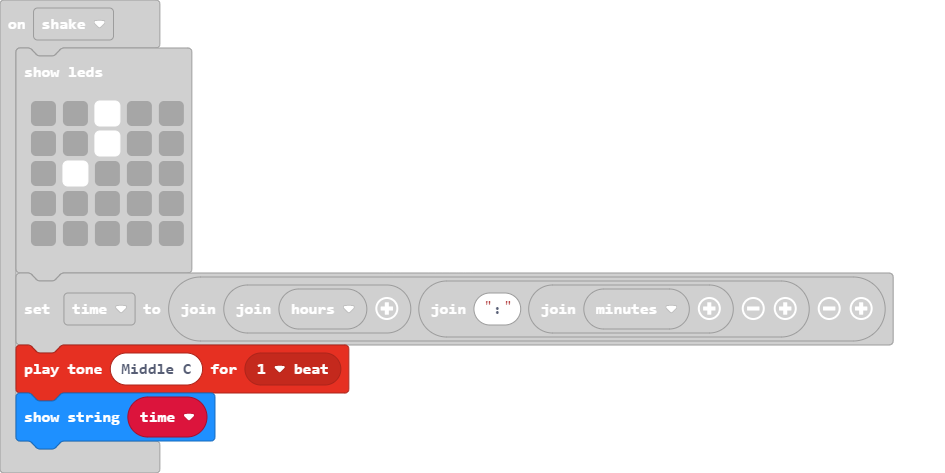 on shake
show leds
set time to join join hours join ":" join minutes
play tone Middle C for 1 beat
show string time